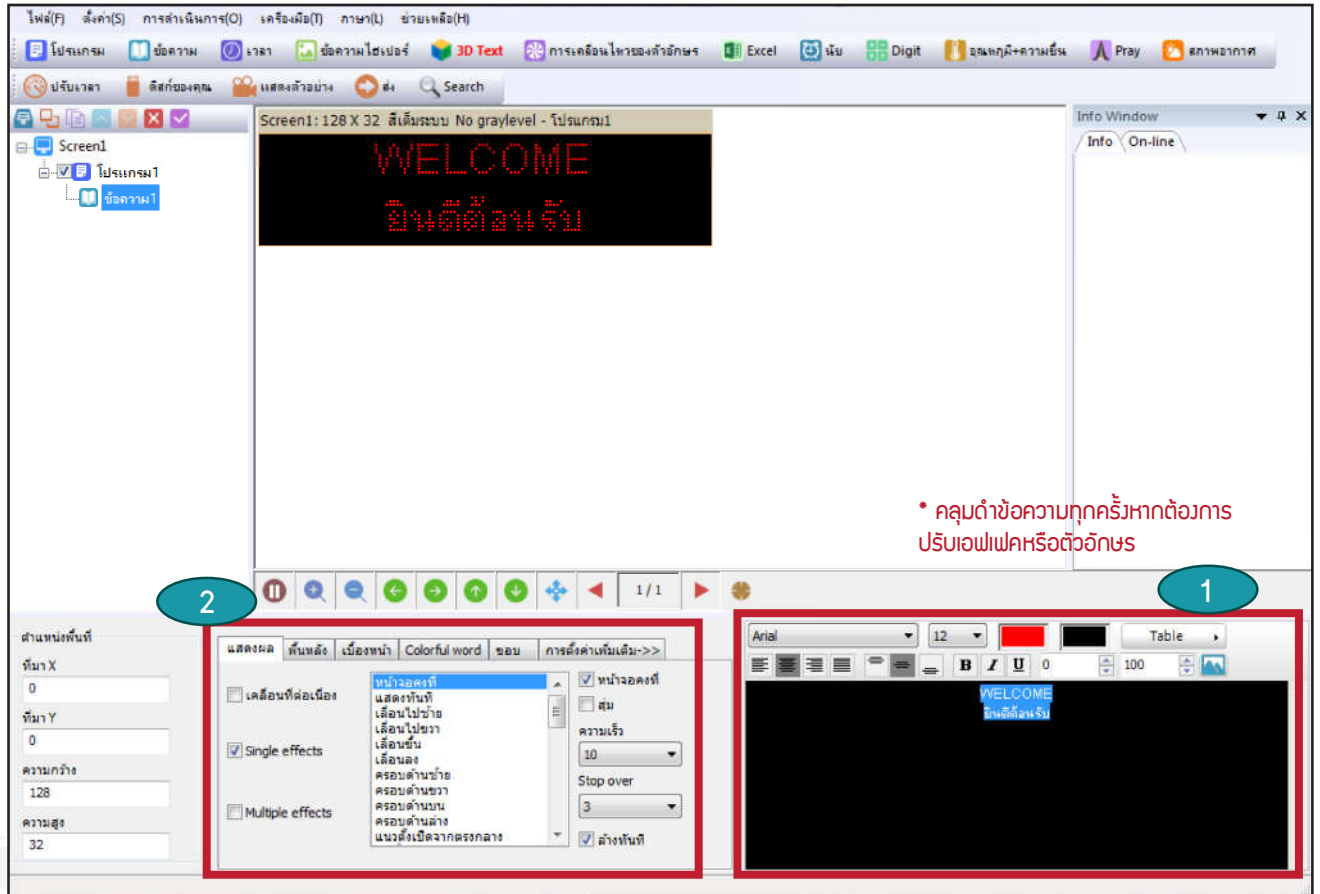 ไฟล์(F) ตั้งค่า(S) การดำเนินการ(O) เครื่องมือ(T) ภาษา(L) ช่วยเหลือ(H)
โปรแกรม ข้อความ เวลา ข้อความไฮเปอร์ 3D Text การเคลื่อนไหวของตัวอักษร Excel นับ Digit อุณหภูมิ+ความชื้น Pray สภาพอากาศ
ปรับเวลา ดิสก์ของคุณ แสดงตัวอย่าง ส่ง Search
Screen1
โปรแกรม1
ข้อความ1
Screen1: 128 X 32 สีเต็มระบบ No graylevel - โปรแกรม1
WELCOME
ยินดีต้อนรับ
Info Window
Info On-line
* คลุมดำข้อความทุกครั้งหากต้องการ
ปรับเอฟเฟคหรือตัวอักษร
1/1
2
1
ตำแหน่งพื้นที่
ที่มา X
0
ที่มา Y
0
ความกว้าง
128
ความสูง
32
แสดงผล พื้นหลัง เบื้องหน้า Colorful word ขอบ การตั้งค่าเพิ่มเติม->>
เคลื่อนที่ต่อเนื่อง
Single effects
Multiple effects
หน้าจอคงที่
แสดงทันที
เลื่อนไปซ้าย
เลื่อนไปขวา
เลื่อนขึ้น
เลื่อนลง
ครอบด้านซ้าย
ครอบด้านขวา
ครอบด้านบน
ครอบด้านล่าง
แนวตั้งเปิดจากตรงกลาง
หน้าจอคงที่
สุ่ม
ความเร็ว
10
Stop over
3
ล้างทันที
Arial 12 Table
B I U 0 100
WELCOME
ยินดีต้อนรับ